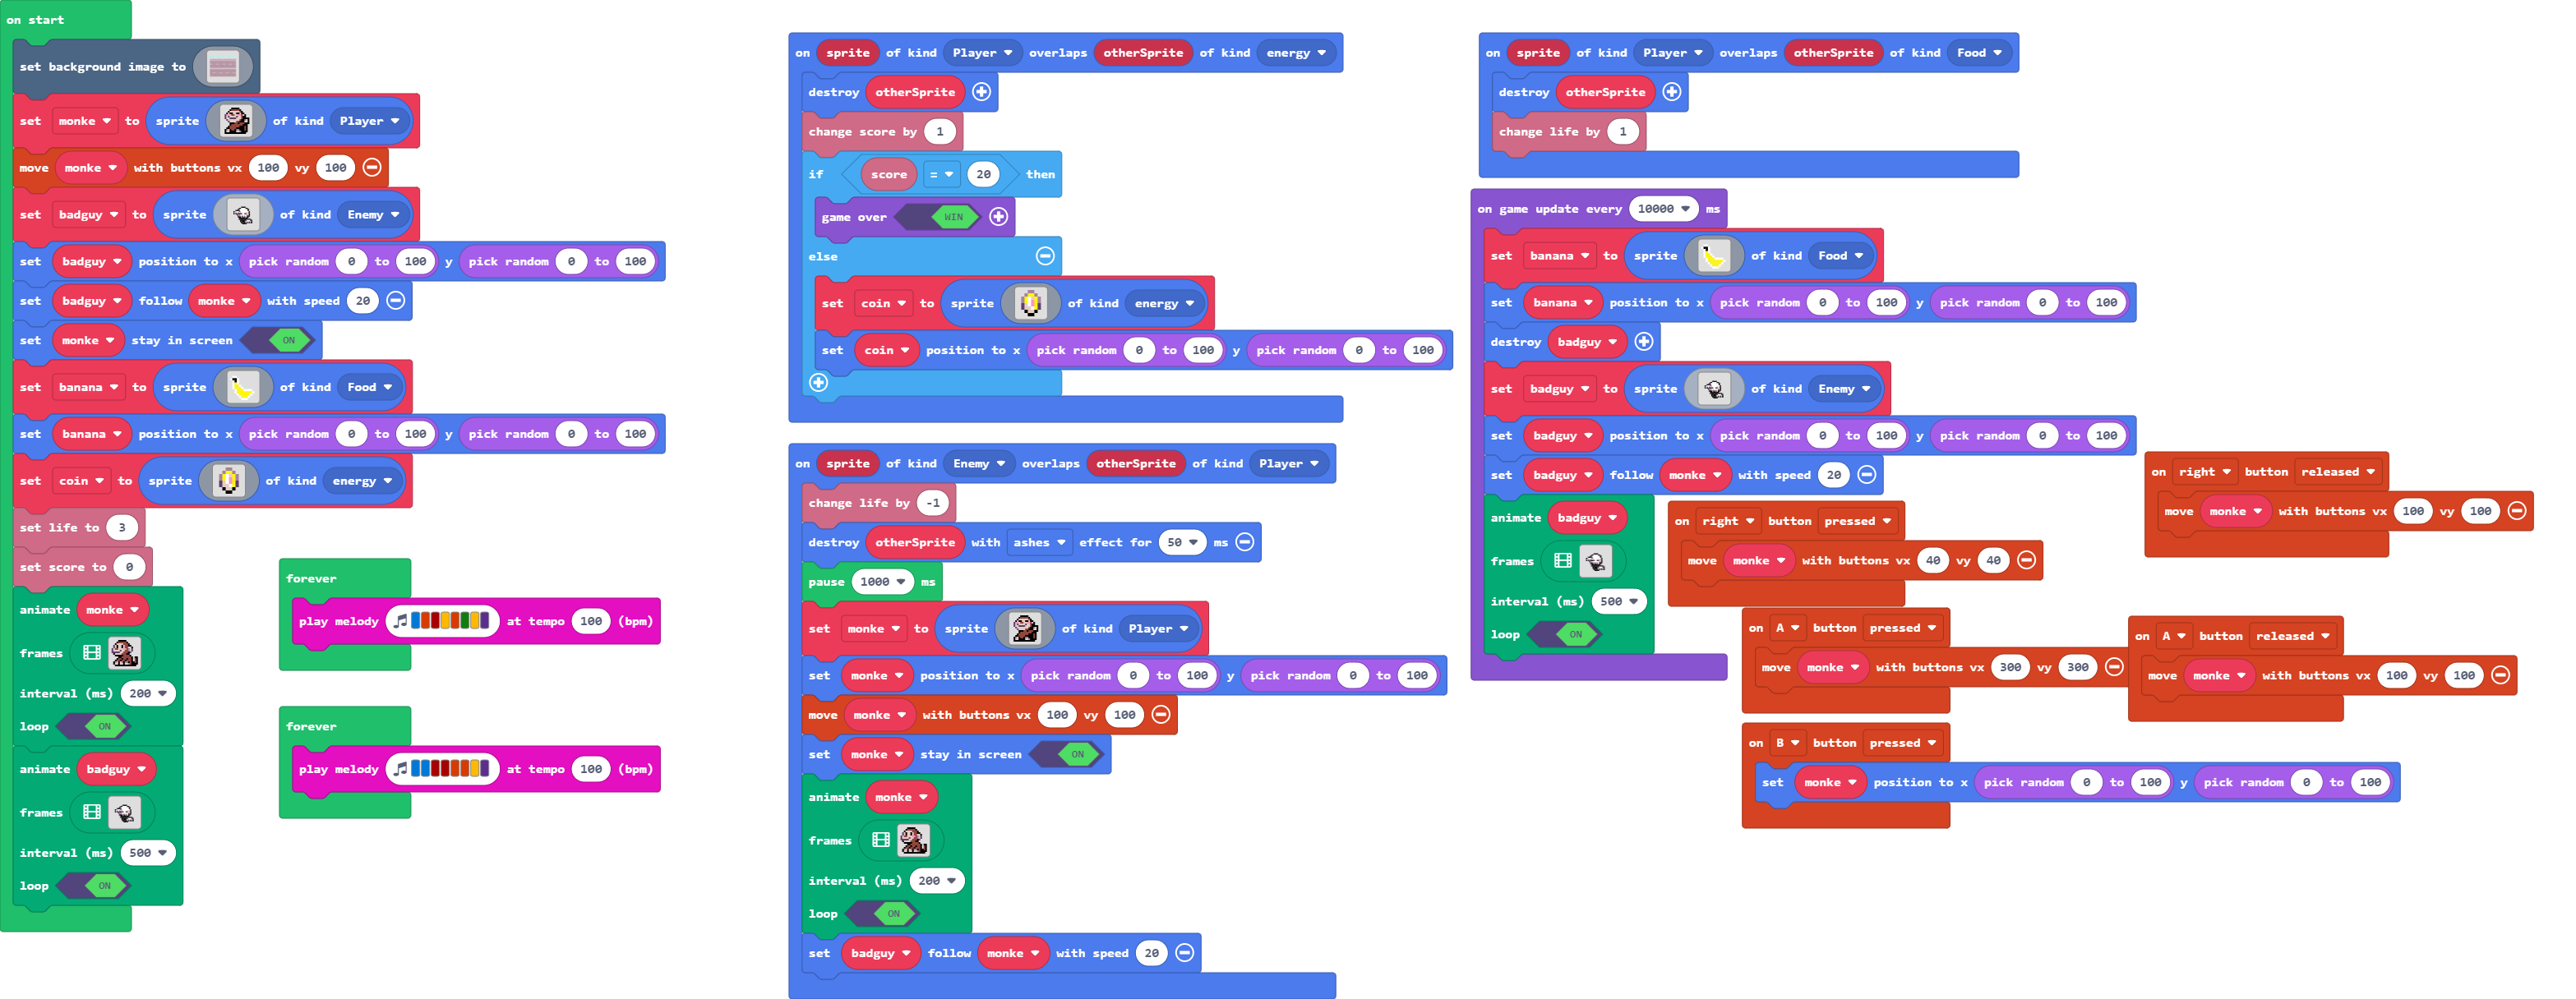 on start
set background image to
set monke to sprite of kind Player
move monke with buttons vx 100 vy 100
set badguy to sprite of kind Enemy
set badguy position to x pick random 0 to 100 y pick random 0 to 100
set badguy follow monke with speed 20
set monke stay in screen ON
set banana to sprite of kind Food
set banana position to x pick random 0 to 100 y pick random 0 to 100
set coin to sprite of kind energy
set life to 3
set score to 0
animate monke
frames
interval (ms) 200
loop ON
animate badguy
frames
interval (ms) 500
loop ON
forever
play melody at tempo 100 (bpm)
forever
play melody at tempo 100 (bpm)
on sprite of kind Player overlaps otherSprite of kind energy
destroy otherSprite
change score by 1
if score = 20 then
game over WIN
else
set coin to sprite of kind energy
set coin position to x pick random 0 to 100 y pick random 0 to 100
on sprite of kind Enemy overlaps otherSprite of kind Player
change life by -1
destroy otherSprite with ashes effect for 50 ms
pause 1000 ms
set monke to sprite of kind Player
set monke position to x pick random 0 to 100 y pick random 0 to 100
move monke with buttons vx 100 vy 100
set monke stay in screen ON
animate monke
frames
interval (ms) 200
loop ON
set badguy follow monke with speed 20
on sprite of kind Player overlaps otherSprite of kind Food
destroy otherSprite
change life by 1
on game update every 10000 ms
set banana to sprite of kind Food
set banana position to x pick random 0 to 100 y pick random 0 to 100
destroy badguy
set badguy to sprite of kind Enemy
set badguy position to x pick random 0 to 100 y pick random 0 to 100
set badguy follow monke with speed 20
animate badguy
frames
interval (ms) 500
loop ON
on right button pressed
move monke with buttons vx 40 vy 40
on right button released
move monke with buttons vx 100 vy 100
on A button pressed
move monke with buttons vx 300 vy 300
on A button released
move monke with buttons vx 100 vy 100
on B button pressed
set monke position to x pick random 0 to 100 y pick random 0 to 100